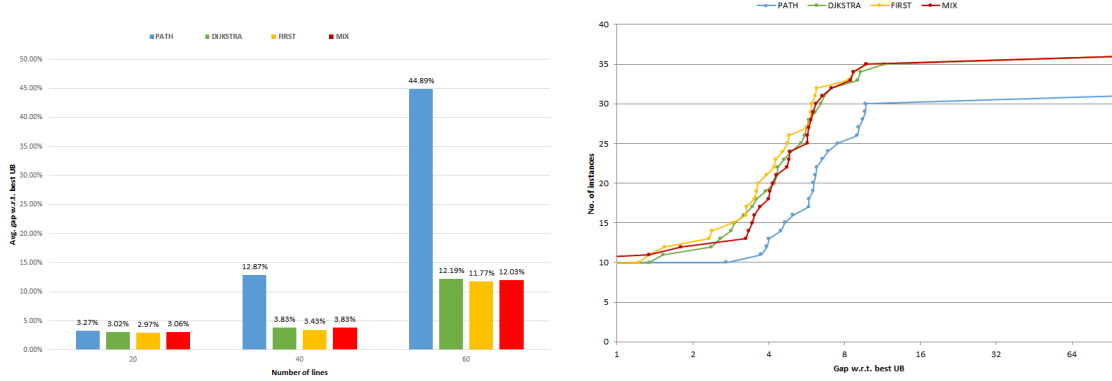 PATH DIJKSTRA FIRST MIX
50.00%
45.00%
40.00%
35.00%
30.00%
25.00%
20.00%
15.00%
10.00%
5.00%
0.00%
Avg. gap w.r.t. best UB
3.27% 3.02% 2.97% 3.06%
12.87% 3.83% 3.43% 3.83%
44.89% 12.19% 11.77% 12.03%
20 40 60
Number of lines
PATH DJKSTRA FIRST MIX
40
35
30
25
20
15
10
5
0
No. of instances
1 2 4 8 16 32 64
Gap w.r.t. best UB